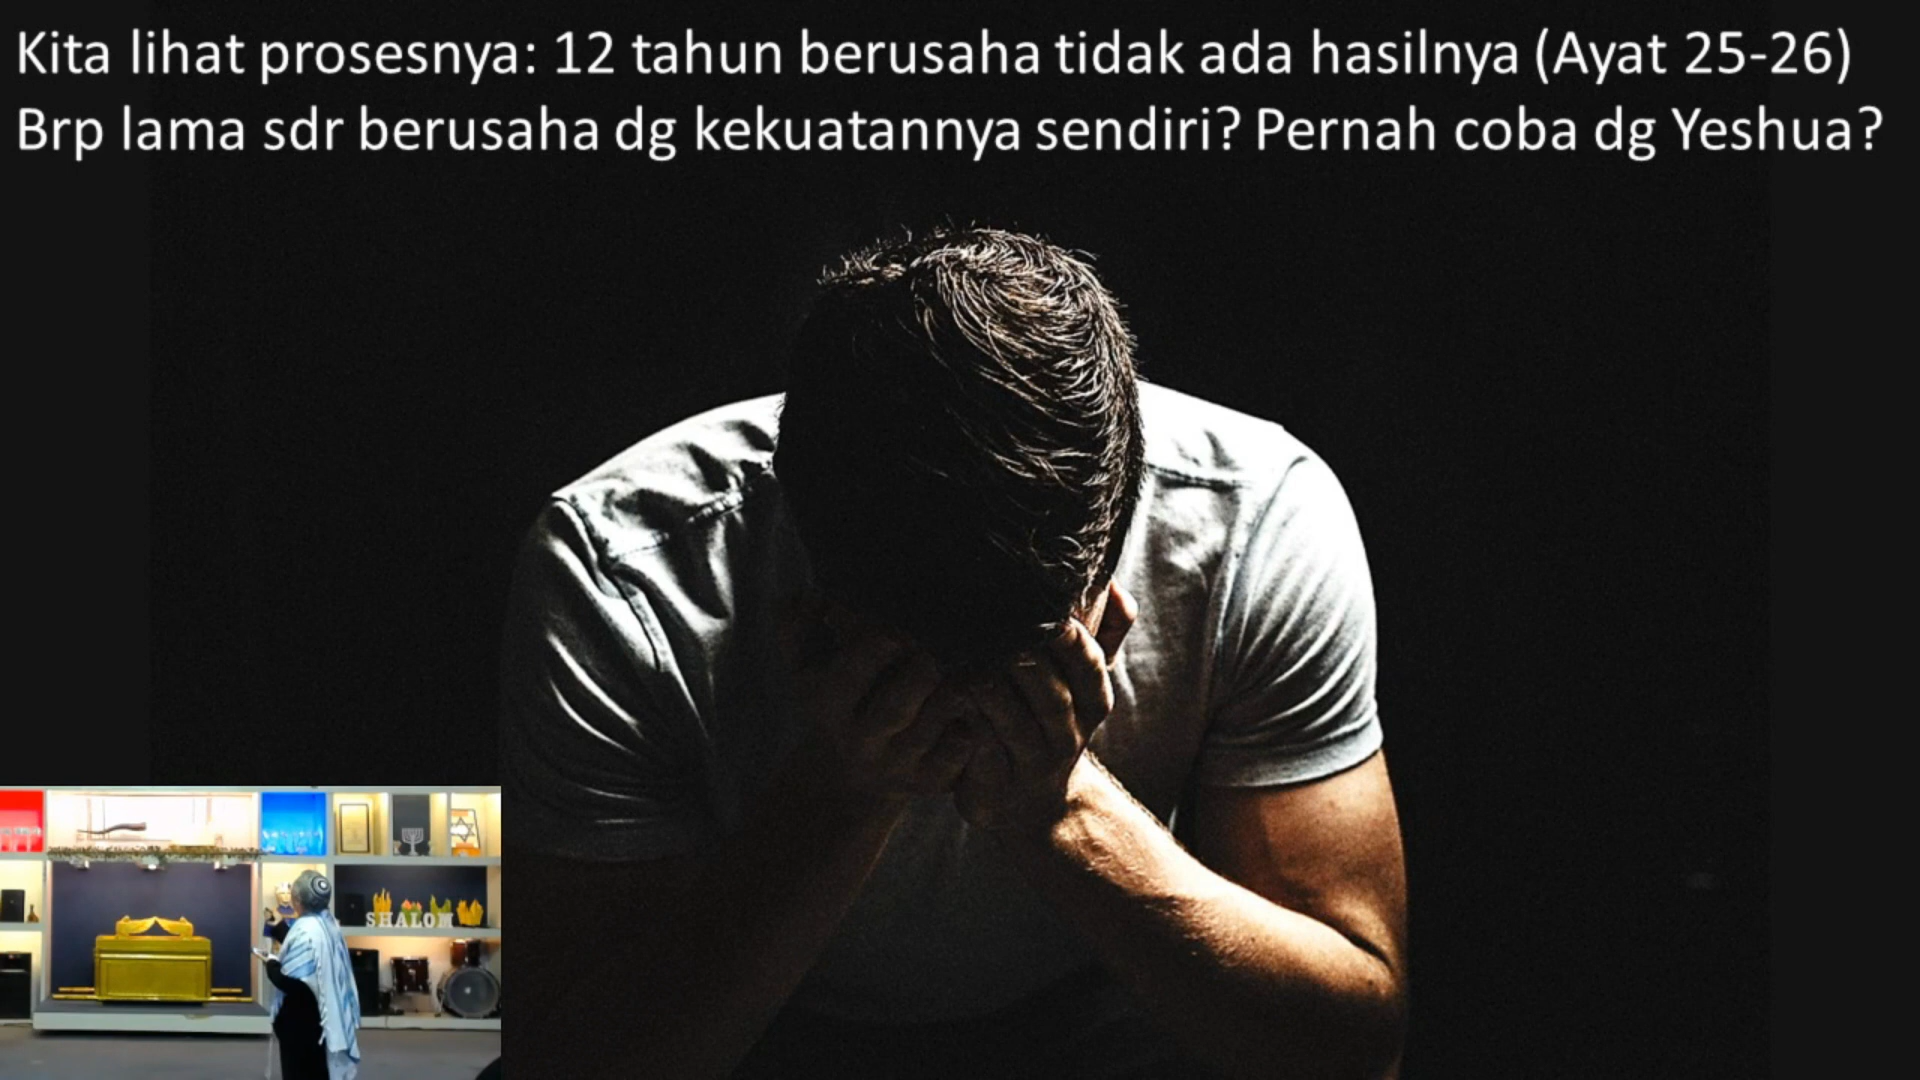 Kita lihat prosesnya: 12 tahun berusaha tidak ada hasilnya (Ayat 25-26)
Brp lama sdr berusaha dg kekuatannya sendiri? Pernah coba dg Yeshua?
SHALOM